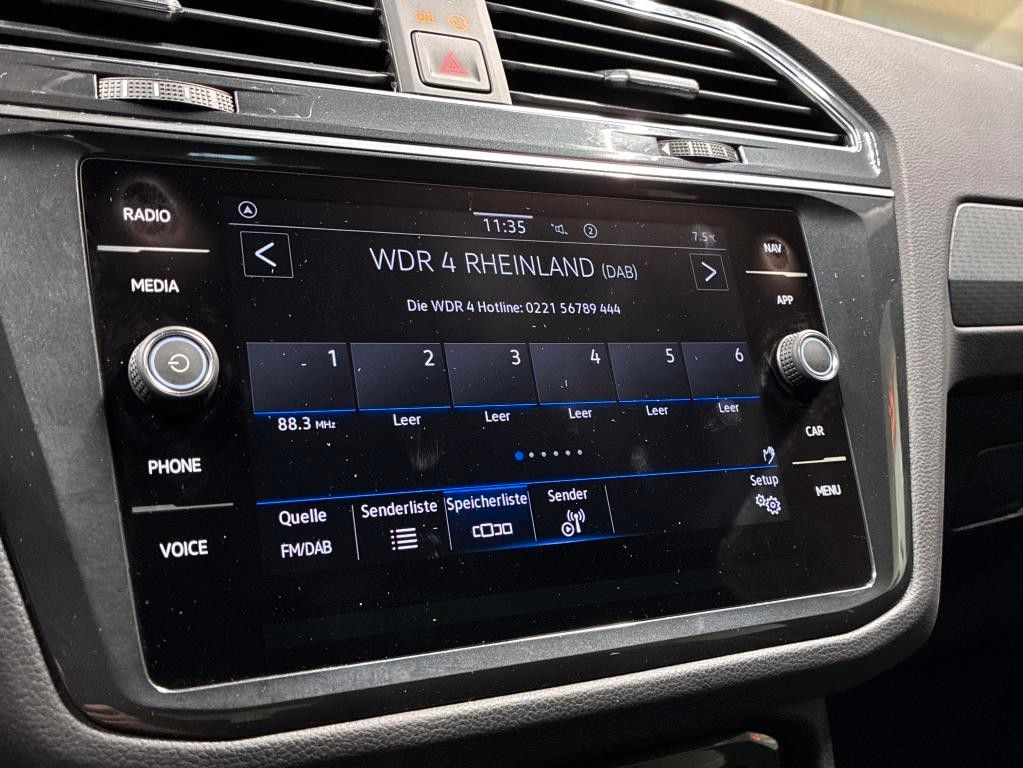 ON
RADIO
MEDIA
PHONE
VOICE
11:35
2
7.5°C
WDR 4 RHEINLAND (DAB)
Die WDR 4 Hotline: 0221 56789 444
1 2 3 4 5 6
88.3 MHz Leer Leer Leer Leer Leer
Quelle Senderliste Speicherliste Sender Setup
FM/DAB
NAV
APP
CAR
MENU